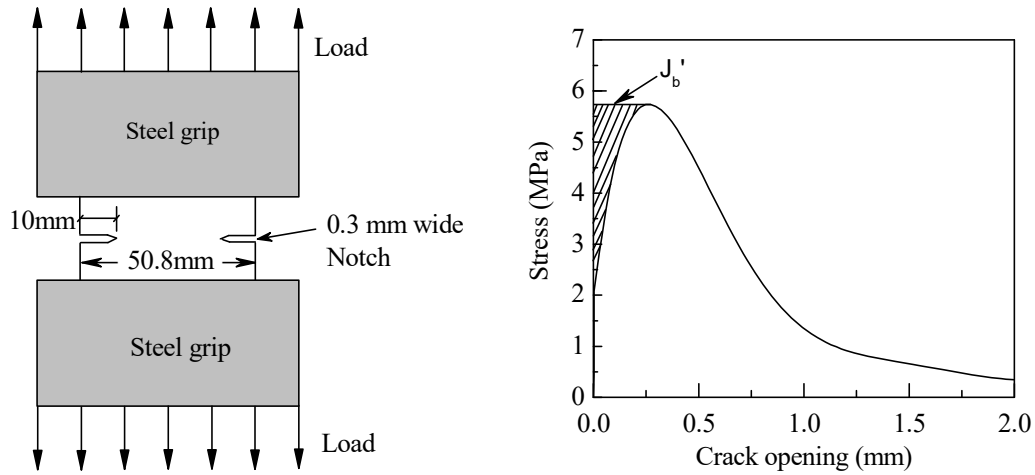 Load
Steel grip
10mm
0.3 mm wide
Notch
50.8mm
Steel grip
Load
J_b'
7
6
5
4
3
2
1
0
Stress (MPa)
0.0 0.5 1.0 1.5 2.0
Crack opening (mm)